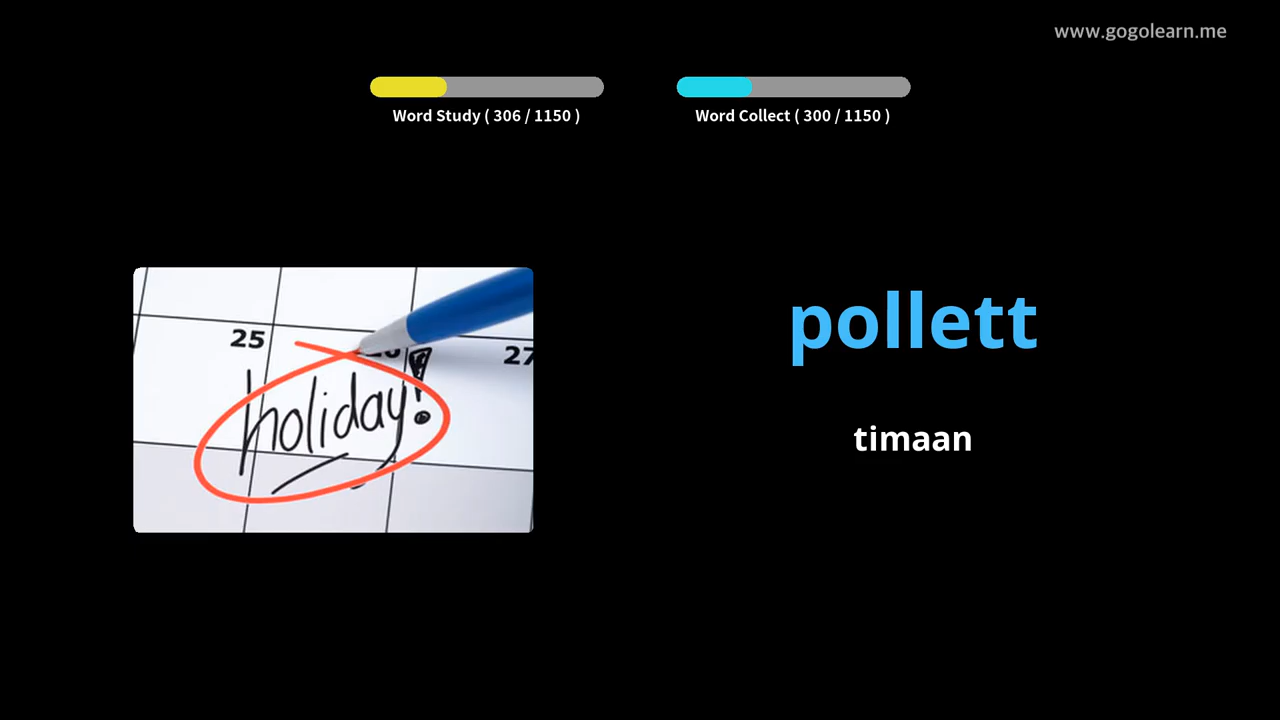 www.gogolearn.me
Word Study ( 306 / 1150 )
Word Collect ( 300 / 1150 )
25
27
holiday!
pollett
timaan